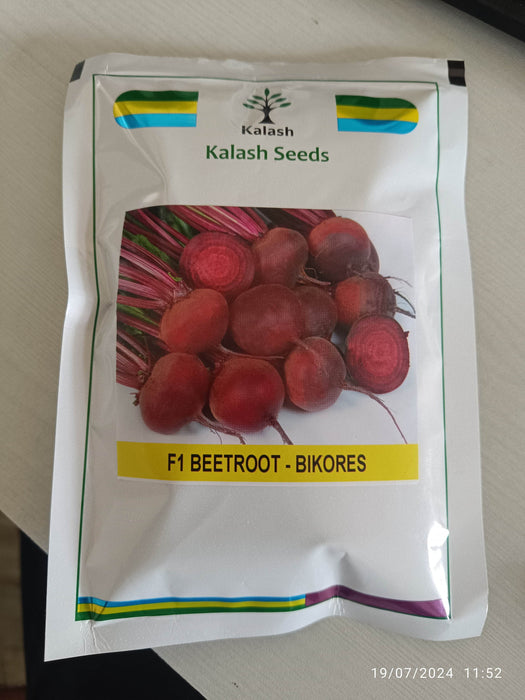 Kalash
Kalash Seeds
F1 BEETROOT - BIKORES
19/07/2024 11:52